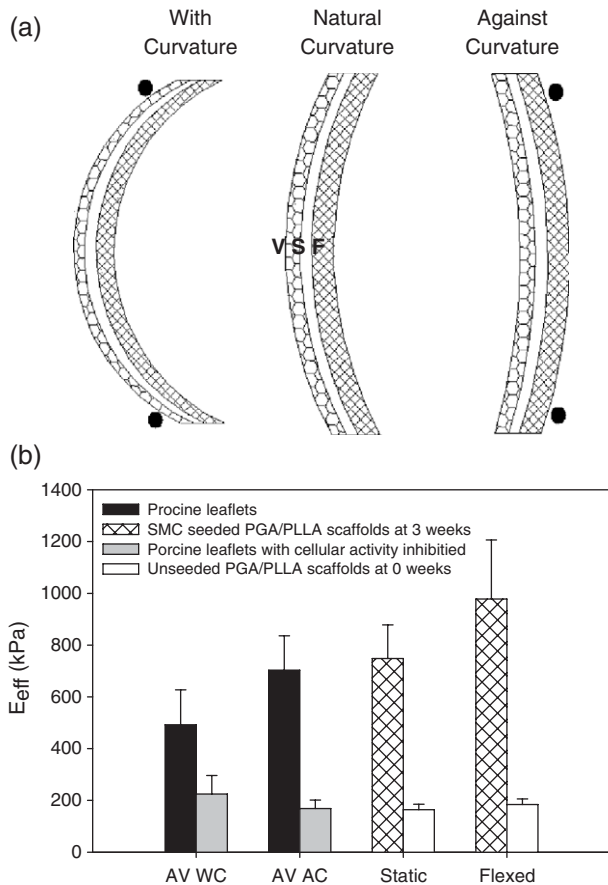 (a)
With Curvature
Natural Curvature
Against Curvature
V S F
(b)
1400
1200
1000
800
600
400
200
0
Eeff (kPa)
Procine leaflets
SMC seeded PGA/PLLA scaffolds at 3 weeks
Porcine leaflets with cellular activity inhibitied
Unseeded PGA/PLLA scaffolds at 0 weeks
AV WC
AV AC
Static
Flexed